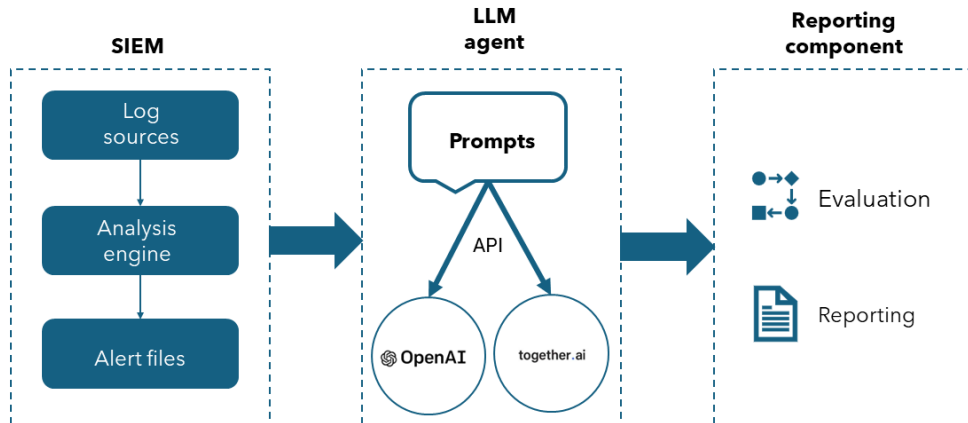 SIEM
Log
sources
Analysis
engine
Alert files
LLM
agent
Prompts
API
OpenAI
together.ai
Reporting
component
Evaluation
Reporting